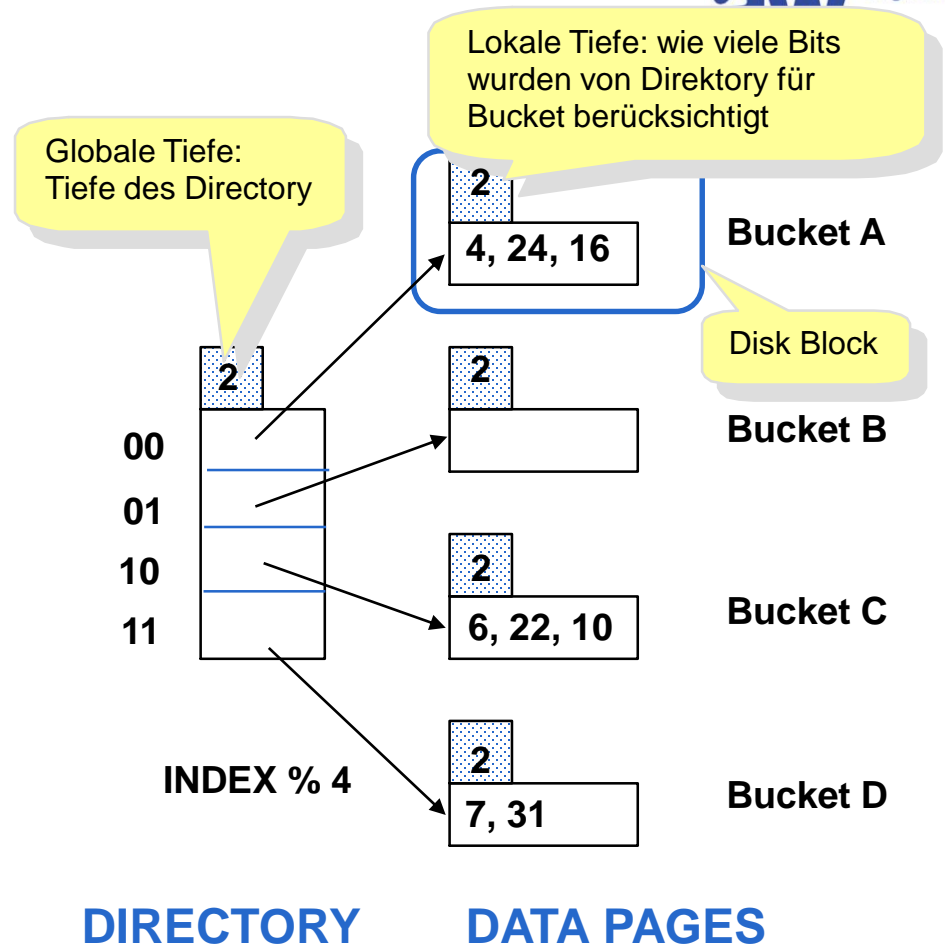 Lokale Tiefe: wie viele Bits
wurden von Direktory für
Bucket berücksichtigt
Globale Tiefe:
Tiefe des Directory
2
4, 24, 16
Bucket A
Disk Block
2
00
01
10
11
2
Bucket B
2
6, 22, 10
Bucket C
INDEX % 4
2
7, 31
Bucket D
DIRECTORY
DATA PAGES